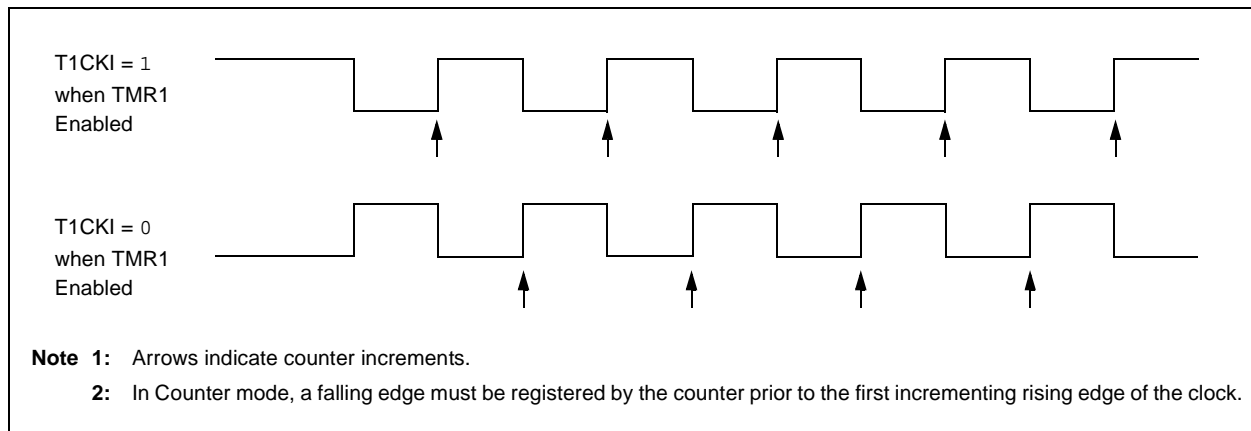 T1CKI = 1
when TMR1
Enabled
T1CKI = 0
when TMR1
Enabled
Note 1: Arrows indicate counter increments.
2: In Counter mode, a falling edge must be registered by the counter prior to the first incrementing rising edge of the clock.